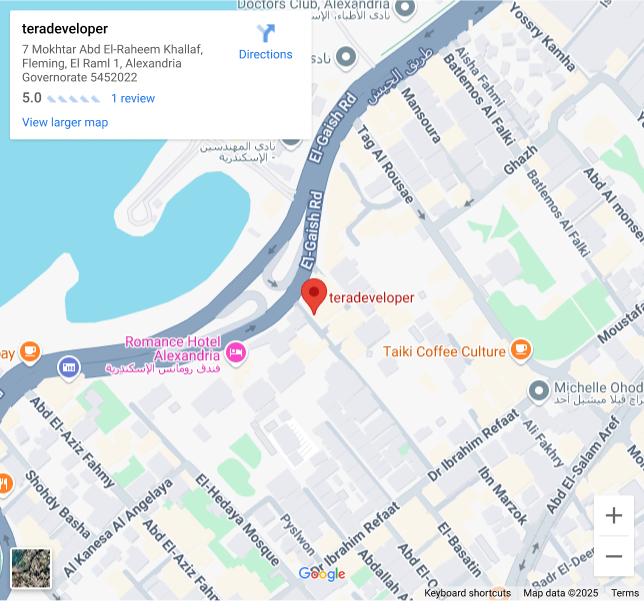 Doctors Club, Alexandria
teradeveloper
7 Mokhtar Abd El-Raheem Khallaf,
Fleming, El Raml 1, Alexandria
Governorate 5452022
Directions
5.0
1 review
View larger map
نادي المهندسين
- الإسكندرية
El-Gaish Rd
El-Gaish Rd
طريق الجيش
Yossry Kamha
Aisha Fahmi
Batlemos Al Falki
Mansoura
Tag Al Rousae
Ghazh
Batlemos Al Falki
Abd Al monsef
teradeveloper
Romance Hotel
Alexandria
فندق رومانس الإسكندرية
Taiki Coffee Culture
Moustafa
Michelle Ohod
Abd El-Aziz Fahmy
Shohdy Basha
Al Kanesa Al Angelaya
Abd El-Aziz
El-Hedaya Mosque
Pyslwon
Dr Ibrahim Refaat
Dr Ibrahim Refaat
Ali Fakhry
Ibn Marzok
Abd El-Salam Aref
El-Basatin
Badr El-Deen
Abdallah
Google
Keyboard shortcuts
Map data ©2025
Terms